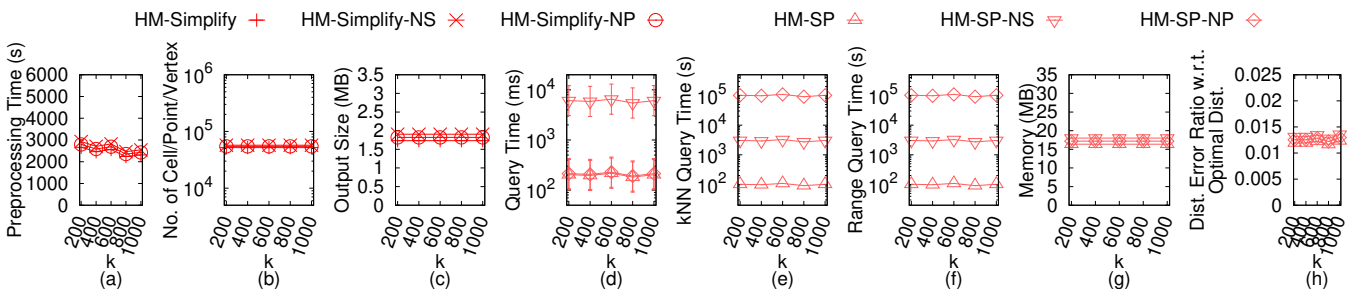 HM-Simplify HM-Simplify-NS HM-Simplify-NP HM-SP HM-SP-NS HM-SP-NP
Preprocessing Time (s)
6000
5000
4000
3000
2000
1000
0
200 400 600 800 1000
k
(a)
No. of Cell/Point/Vertex
10^6
10^5
10^4
200 400 600 800 1000
k
(b)
Output Size (MB)
3.5
3
2.5
2
1.5
1
0.5
0
200 400 600 800 1000
k
(c)
Query Time (ms)
10^4
10^3
10^2
200 400 600 800 1000
k
(d)
kNN Query Time (s)
10^5
10^4
10^3
10^2
200 400 600 800 1000
k
(e)
Range Query Time (s)
10^5
10^4
10^3
10^2
200 400 600 800 1000
k
(f)
Memory (MB)
35
30
25
20
15
10
5
0
200 400 600 800 1000
k
(g)
Dist. Error Ratio w.r.t.
Optimal Dist.
0.025
0.02
0.015
0.01
0.005
0
200 400 600 800 1000
k
(h)